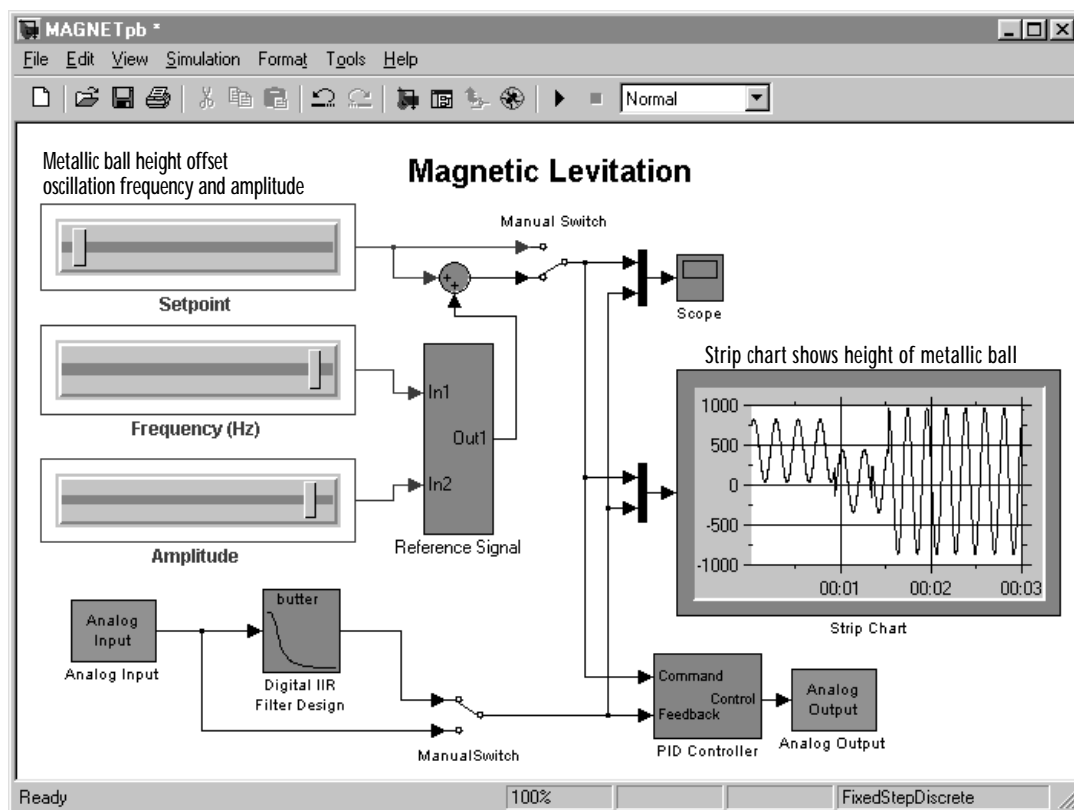 MAGNETpb *
File Edit View Simulation Format Tools Help
Normal
Metallic ball height offset
oscillation frequency and amplitude
Magnetic Levitation
Manual Switch
Setpoint
Scope
Strip chart shows height of metallic ball
In1
Out1
In2
Frequency (Hz)
Reference Signal
Amplitude
1000
500
0
-500
-1000
00:01 00:02 00:03
Strip Chart
Analog
Input
Analog Input
butter
Digital IIR
Filter Design
ManualSwitch
Command
Control
Feedback
PID Controller
Analog
Output
Analog Output
Ready 100% FixedStepDiscrete